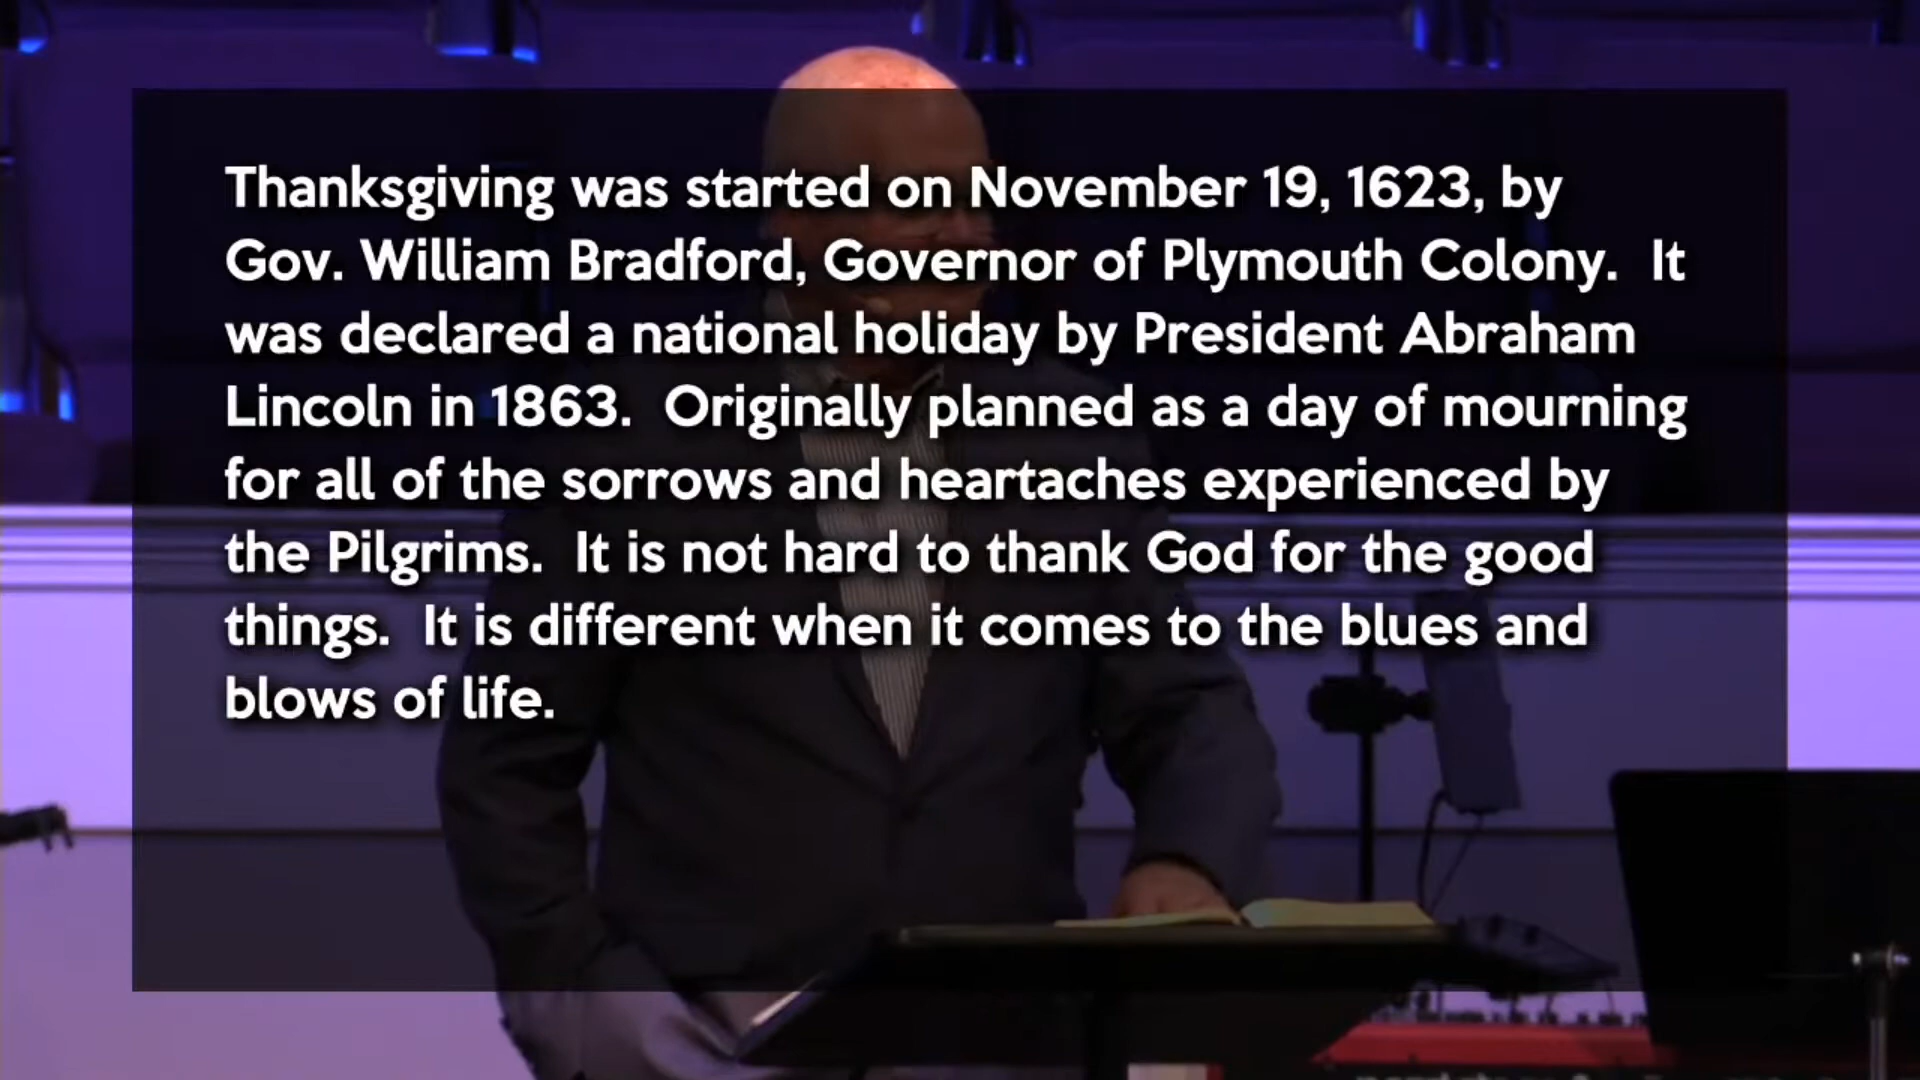 Thanksgiving was started on November 19, 1623, by
Gov. William Bradford, Governor of Plymouth Colony.  It
was declared a national holiday by President Abraham
Lincoln in 1863.  Originally planned as a day of mourning
for all of the sorrows and heartaches experienced by
the Pilgrims.  It is not hard to thank God for the good
things.  It is different when it comes to the blues and
blows of life.